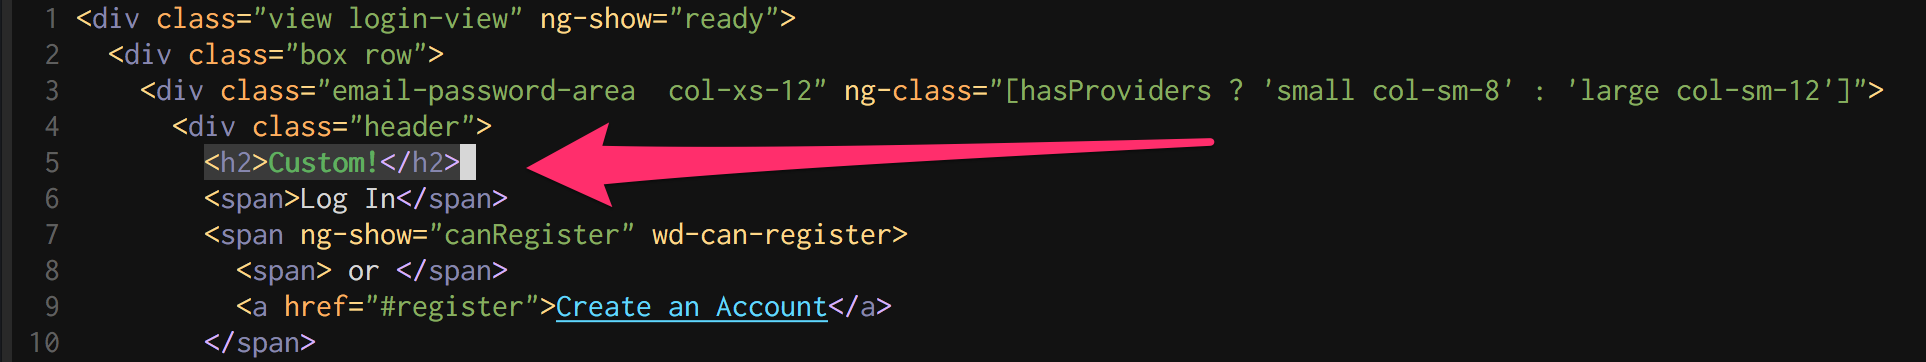 1 <div class="view login-view" ng-show="ready">
2 <div class="box row">
3 <div class="email-password-area  col-xs-12" ng-class="[hasProviders ? 'small col-sm-8' : 'large col-sm-12']">
4 <div class="header">
5 <h2>Custom!</h2>
6 <span>Log In</span>
7 <span ng-show="canRegister" wd-can-register>
8 <span> or </span>
9 <a href="#register">Create an Account</a>
10 </span>